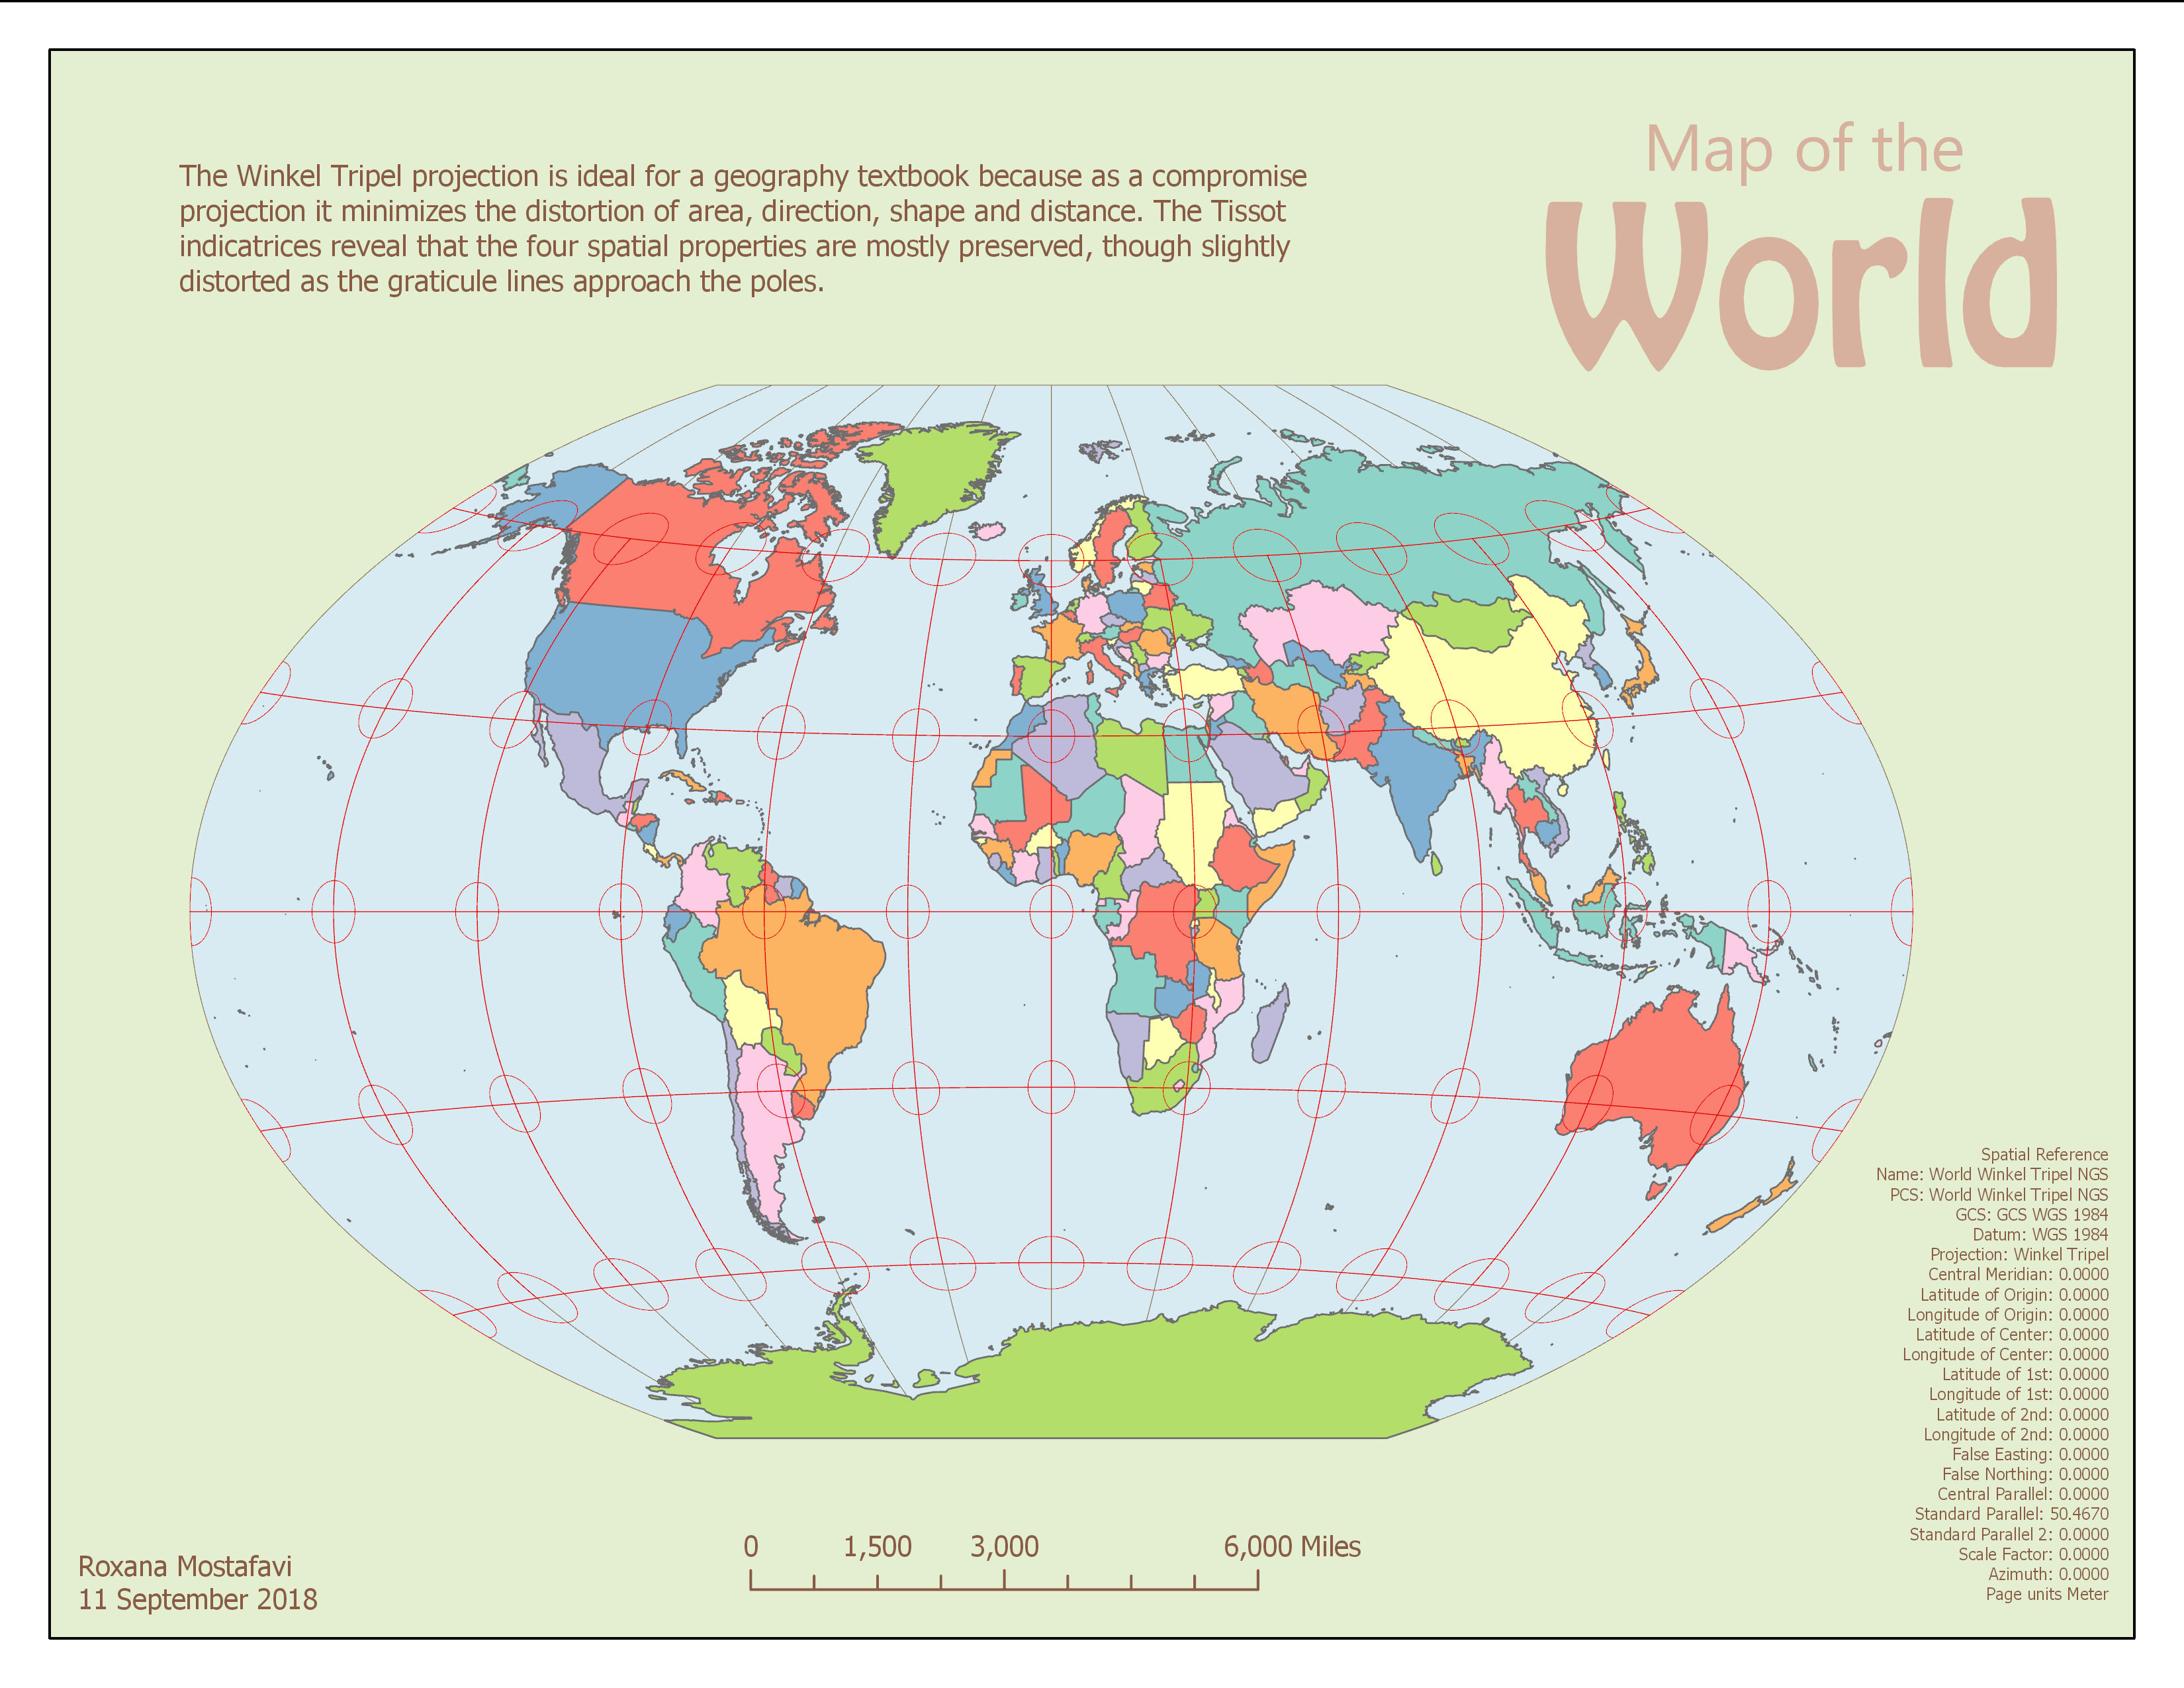 The Winkel Tripel projection is ideal for a geography textbook because as a compromise
projection it minimizes the distortion of area, direction, shape and distance. The Tissot
indicatrices reveal that the four spatial properties are mostly preserved, though slightly
distorted as the graticule lines approach the poles.
Map of the
World
Spatial Reference
Name: World Winkel Tripel NGS
PCS: World Winkel Tripel NGS
GCS: GCS WGS 1984
Datum: WGS 1984
Projection: Winkel Tripel
Central Meridian: 0.0000
Latitude of Origin: 0.0000
Longitude of Origin: 0.0000
Latitude of Center: 0.0000
Longitude of Center: 0.0000
Latitude of 1st: 0.0000
Longitude of 1st: 0.0000
Latitude of 2nd: 0.0000
Longitude of 2nd: 0.0000
False Easting: 0.0000
False Northing: 0.0000
Central Parallel: 0.0000
Standard Parallel: 50.4670
Standard Parallel 2: 0.0000
Scale Factor: 0.0000
Azimuth: 0.0000
Page units Meter
0 1,500 3,000 6,000 Miles
Roxana Mostafavi
11 September 2018